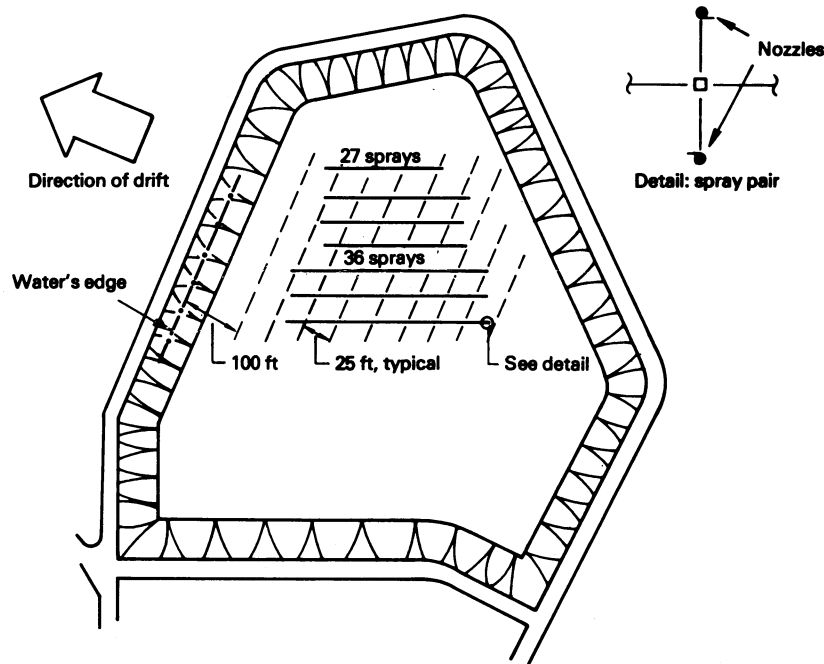 Nozzles
Detail: spray pair
Direction of drift
27 sprays
36 sprays
Water's edge
100 ft
25 ft, typical
See detail